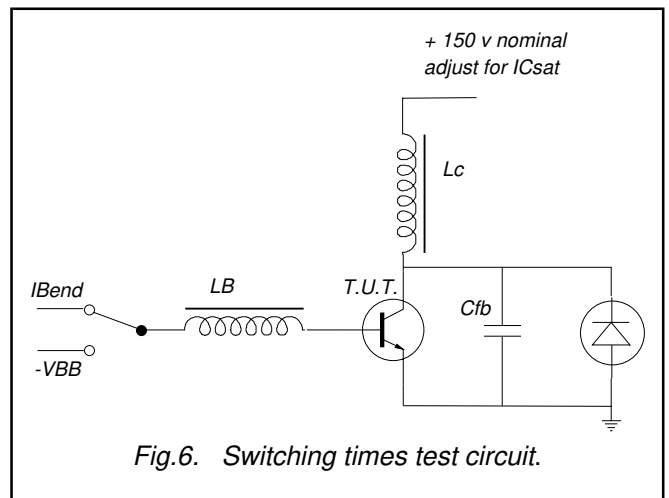 + 150 v nominal
adjust for ICsat
Lc
IBend
LB
T.U.T.
Cfb
-VBB
Fig.6. Switching times test circuit.